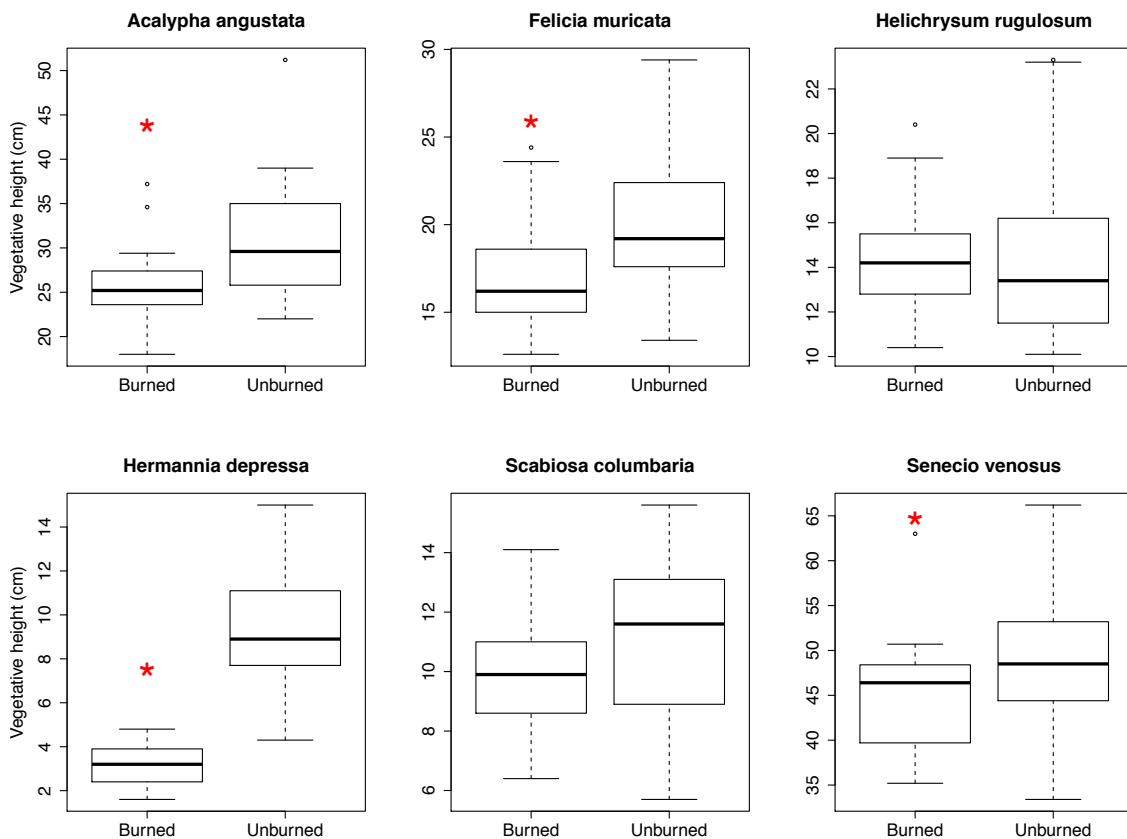 Acalypha angustata
Felicia muricata
Helichrysum rugulosum
Vegetative height (cm)
50
45
40
35
30
25
20
30
25
20
15
22
20
18
16
14
12
10
*
*
Burned
Unburned
Burned
Unburned
Burned
Unburned
Hermannia depressa
Scabiosa columbaria
Senecio venosus
Vegetative height (cm)
14
12
10
8
6
4
2
14
12
10
8
6
65
60
55
50
45
40
35
*
*
Burned
Unburned
Burned
Unburned
Burned
Unburned